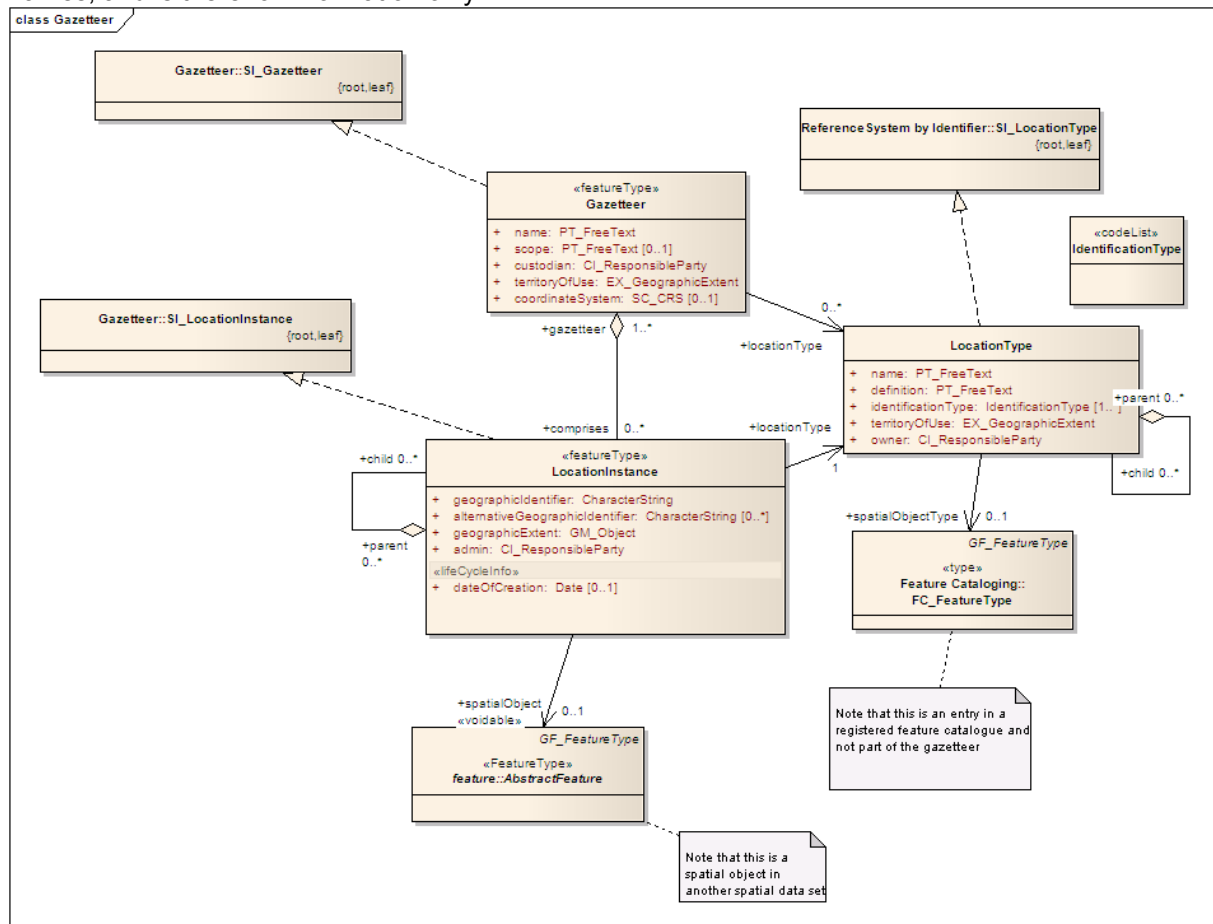 class Gazetteer
Gazetteer::SI_Gazetteer
{root,leaf}
ReferenceSystem by Identifier::SI_LocationType
{root,leaf}
«featureType»
Gazetteer
+ name: PT_FreeText
+ scope: PT_FreeText [0..1]
+ custodian: CI_ResponsibleParty
+ territoryOfUse: EX_GeographicExtent
+ coordinateSystem: SC_CRS [0..1]
«codeList»
IdentificationType
Gazetteer::SI_LocationInstance
{root,leaf}
+gazetteer 1..*
0..*
+locationType
LocationType
+ name: PT_FreeText
+ definition: PT_FreeText
+ identificationType: IdentificationType [1..*]
+ territoryOfUse: EX_GeographicExtent
+ owner: CI_ResponsibleParty
+parent 0..*
+child 0..*
+comprises 0..*
+locationType
1
«featureType»
LocationInstance
+ geographicIdentifier: CharacterString
+ alternativeGeographicIdentifier: CharacterString [0..*]
+ geographicExtent: GM_Object
+ admin: CI_ResponsibleParty
«lifeCycleInfo»
+ dateOfCreation: Date [0..1]
+child 0..*
+parent
0..*
+spatialObjectType 0..1
GF_FeatureType
«type»
Feature Cataloging::
FC_FeatureType
Note that this is an entry in a
registered feature catalogue and
not part of the gazetteer
+spatialObject
«voidable»
0..1
GF_FeatureType
«FeatureType»
feature::AbstractFeature
Note that this is a
spatial object in
another spatial data set